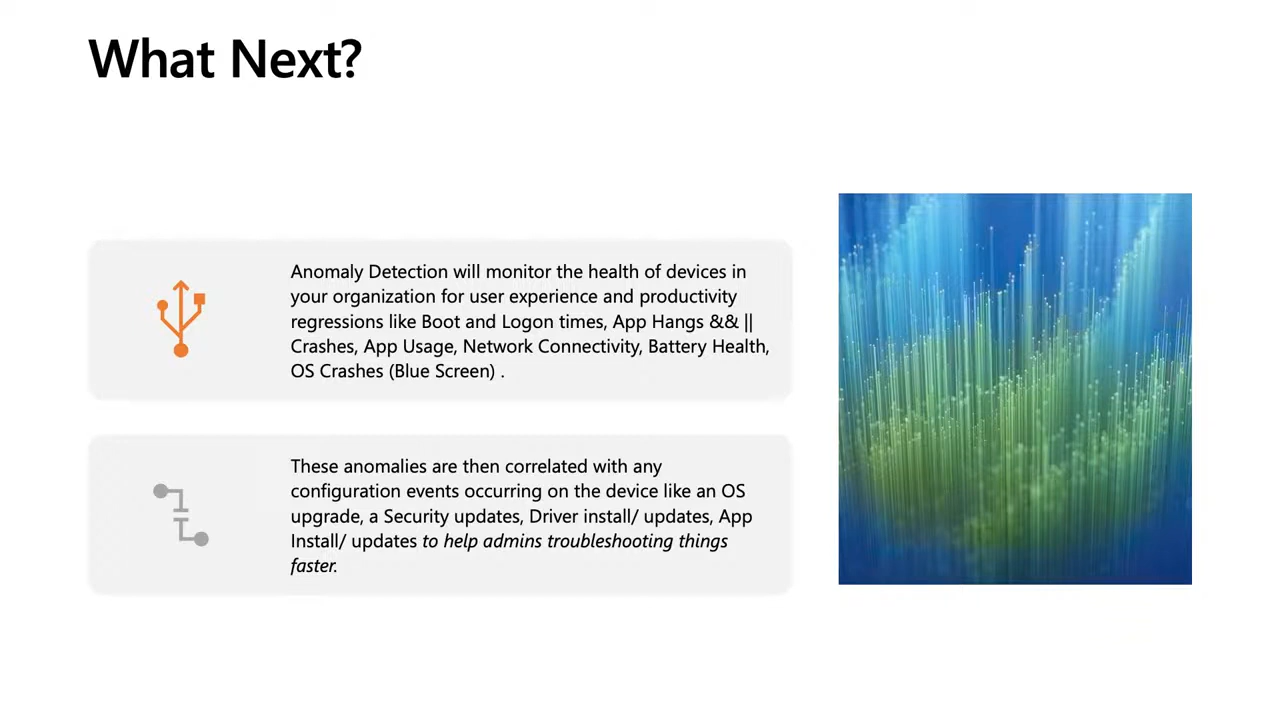 What Next?
Anomaly Detection will monitor the health of devices in
your organization for user experience and productivity
regressions like Boot and Logon times, App Hangs && ||
Crashes, App Usage, Network Connectivity, Battery Health,
OS Crashes (Blue Screen) .
These anomalies are then correlated with any
configuration events occurring on the device like an OS
upgrade, a Security updates, Driver install/ updates, App
Install/ updates to help admins troubleshooting things
faster.